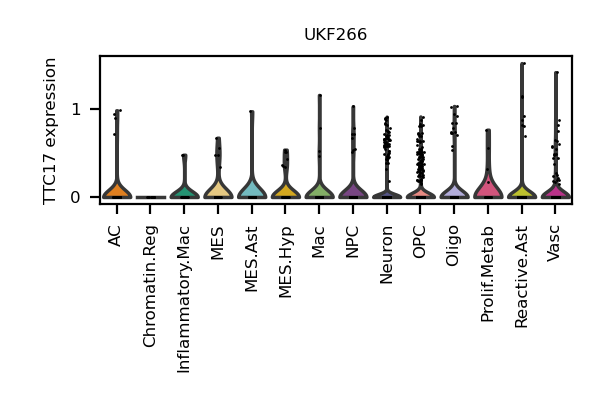 UKF266
TTC17 expression
1
0
AC
Chromatin.Reg
Inflammatory.Mac
MES
MES.Ast
MES.Hyp
Mac
NPC
Neuron
OPC
Oligo
Prolif.Metab
Reactive.Ast
Vasc